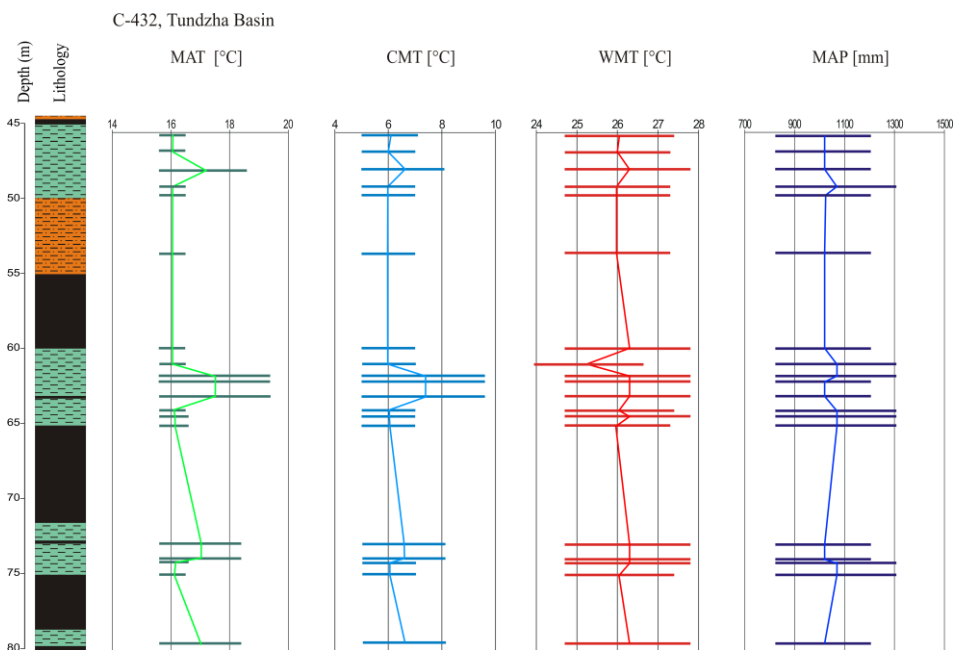 C-432, Tundzha Basin
Depth (m)
Lithology
MAT [°C]
CMT [°C]
WMT [°C]
MAP [mm]
14 16 18 20
4 6 8 10
24 25 26 27 28
700 900 1100 1300 1500
45
50
55
60
65
70
75
80